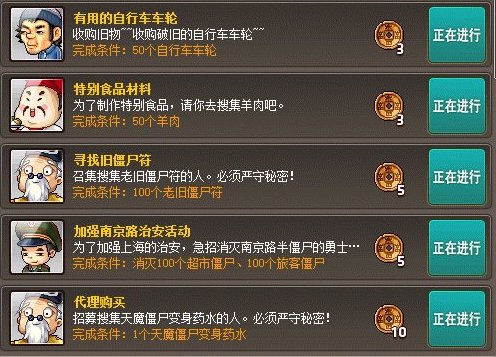 有用的自行车车轮
收购旧物~~收购破旧的自行车车轮~~
完成条件：50个自行车车轮
3
正在进行
特别食品材料
为了制作特别食品，请你去搜集羊肉吧。
完成条件：50个羊肉
3
正在进行
寻找旧僵尸符
召集搜集老旧僵尸符的人。必须严守秘密！
完成条件：100个老旧僵尸符
5
正在进行
加强南京路治安活动
为了加强上海的治安，急招消灭南京路半僵尸的勇士…
完成条件：消灭100个超市僵尸、100个旅客僵尸
5
正在进行
代理购买
招募搜集天魔僵尸变身药水的人。必须严守秘密！
完成条件：1个天魔僵尸变身药水
10
正在进行